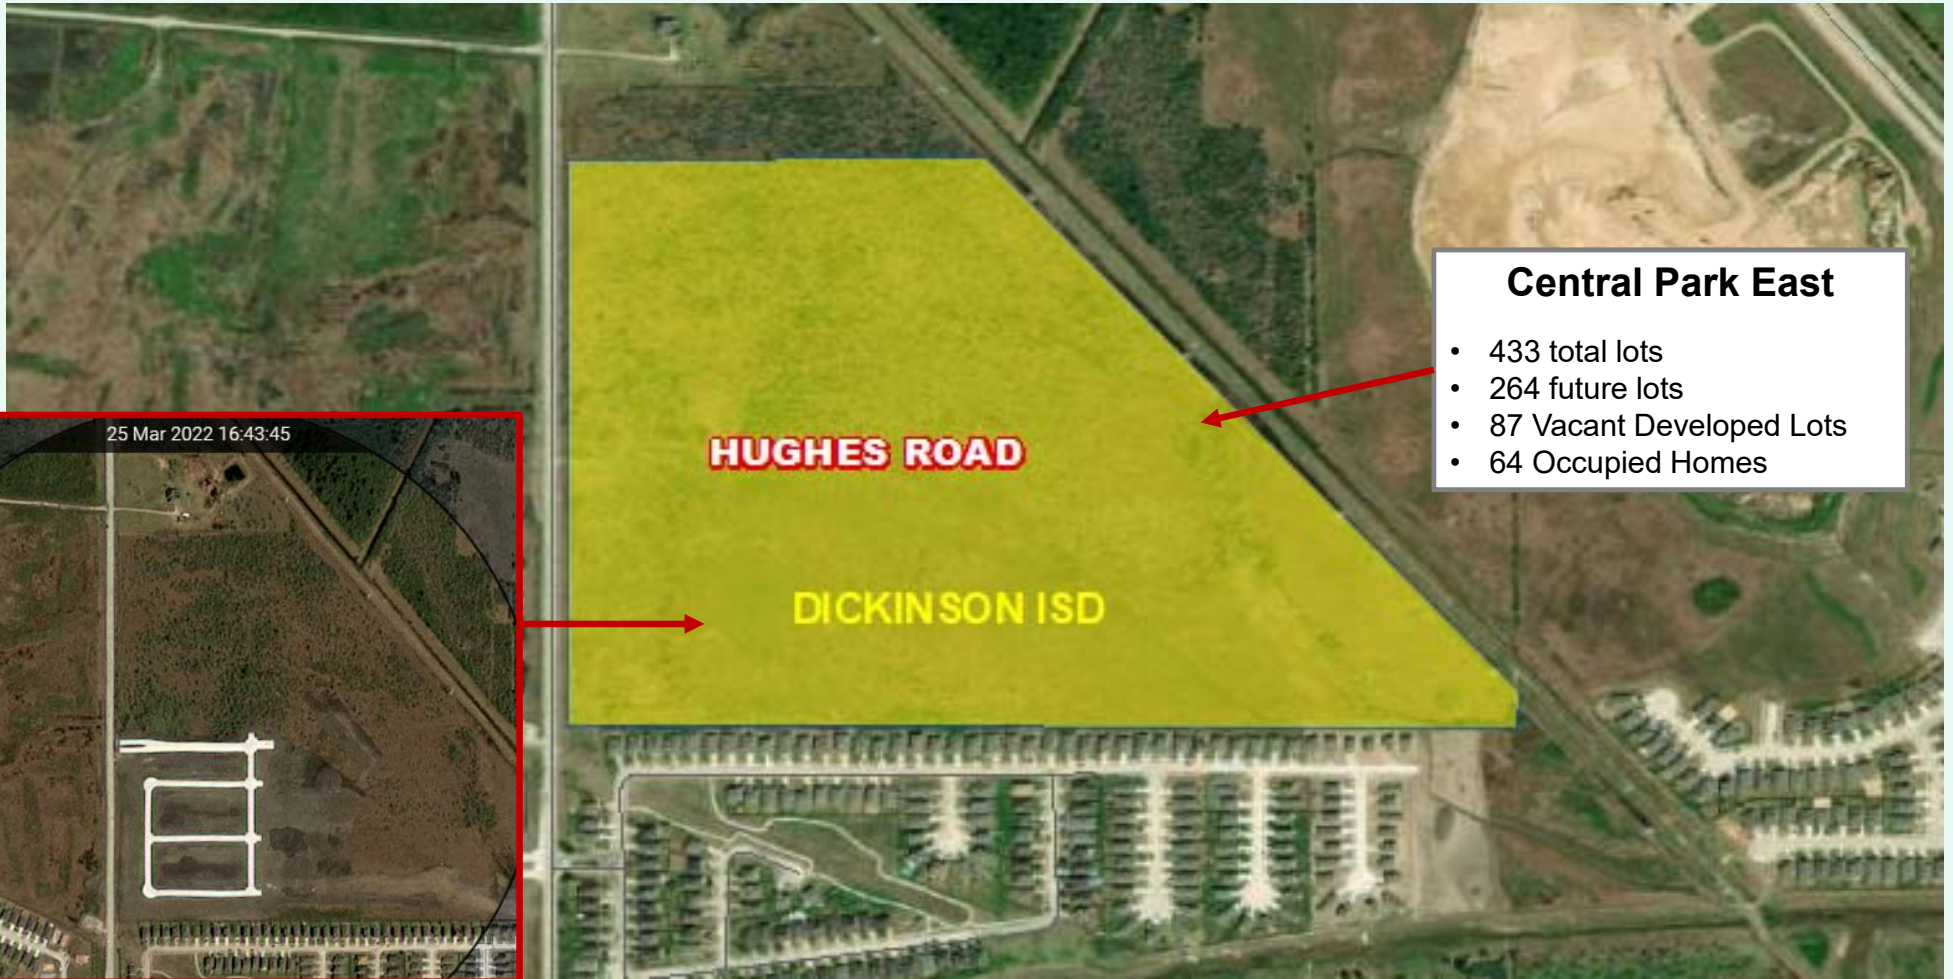 Central Park East
• 433 total lots
• 264 future lots
• 87 Vacant Developed Lots
• 64 Occupied Homes
25 Mar 2022 16:43:45
HUGHES ROAD
DICKINSON ISD